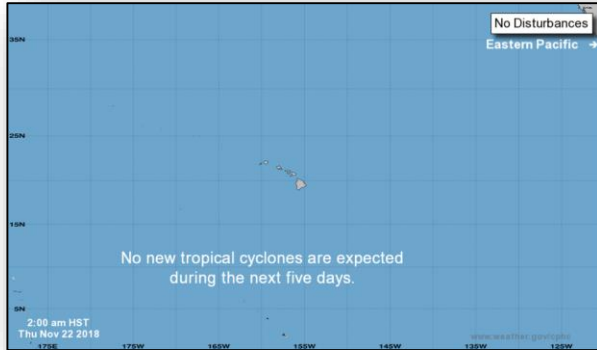 No Disturbances
35N
Eastern Pacific →
25N
15N
No new tropical cyclones are expected
during the next five days.
5N
2:00 am HST
Thu Nov 22 2018
www.weather.gov/cphc
175E 175W 165W 155W 145W 135W 125W